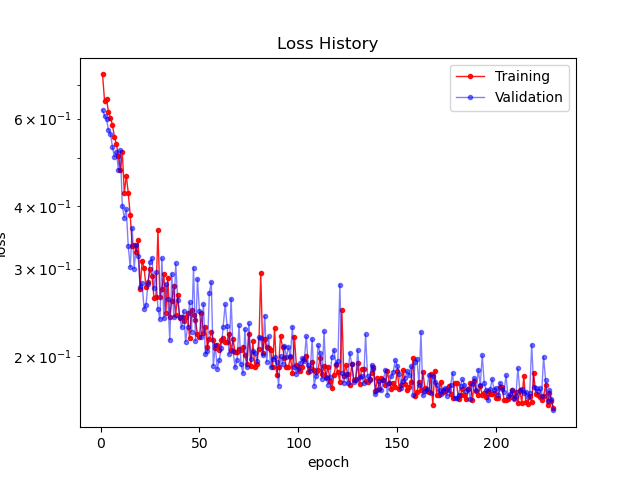 Loss History
Training
Validation
6 × 10⁻¹
4 × 10⁻¹
3 × 10⁻¹
2 × 10⁻¹
loss
0 50 100 150 200
epoch